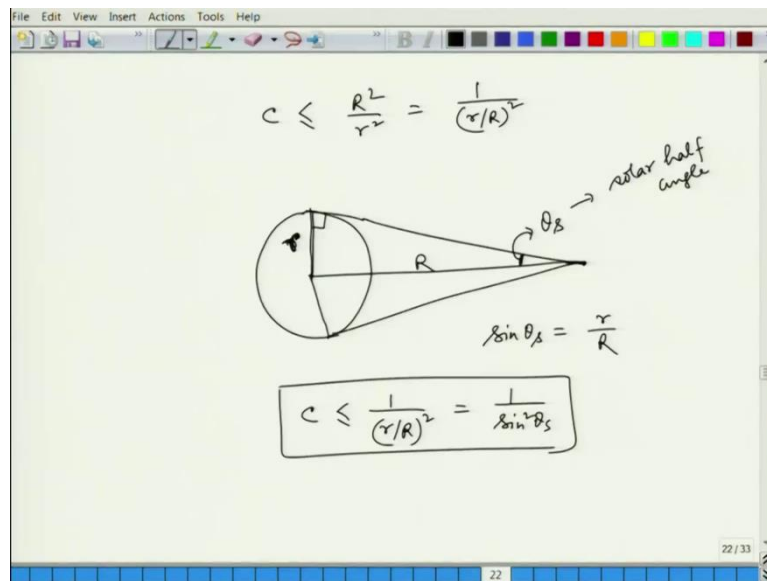 File Edit View Insert Actions Tools Help
B I
C ≤ R²/r² = 1/(r/R)²
solar half
angle
θs
r
R
sin θs = r/R
C ≤ 1/(r/R)² = 1/sin²θs
22/33
22